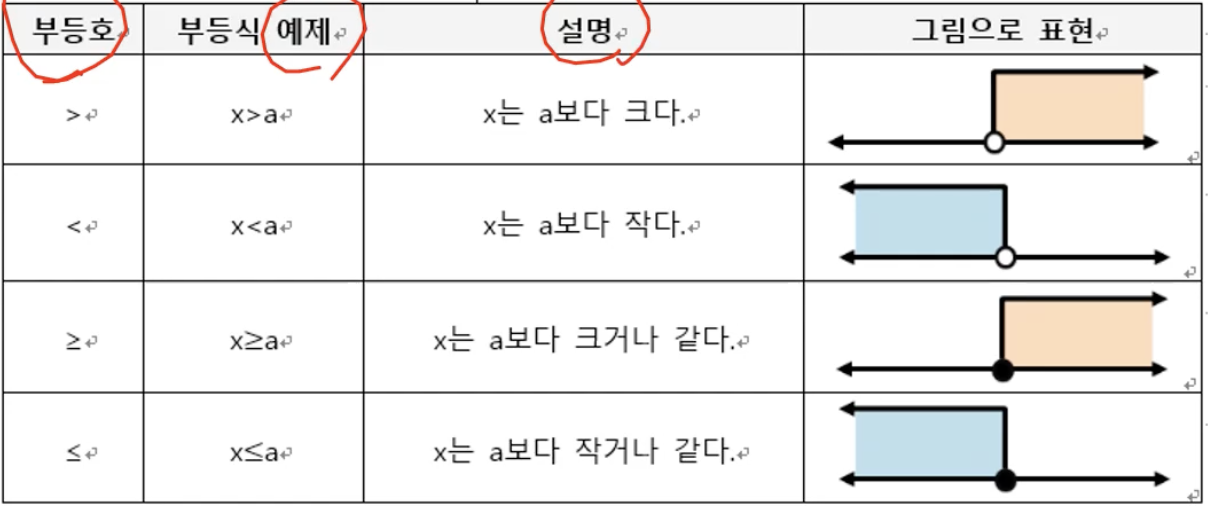 부등호 부등식 예제 설명 그림으로 표현
> x>a x는 a보다 크다.
< x<a x는 a보다 작다.
≥ x≥a x는 a보다 크거나 같다.
≤ x≤a x는 a보다 작거나 같다.